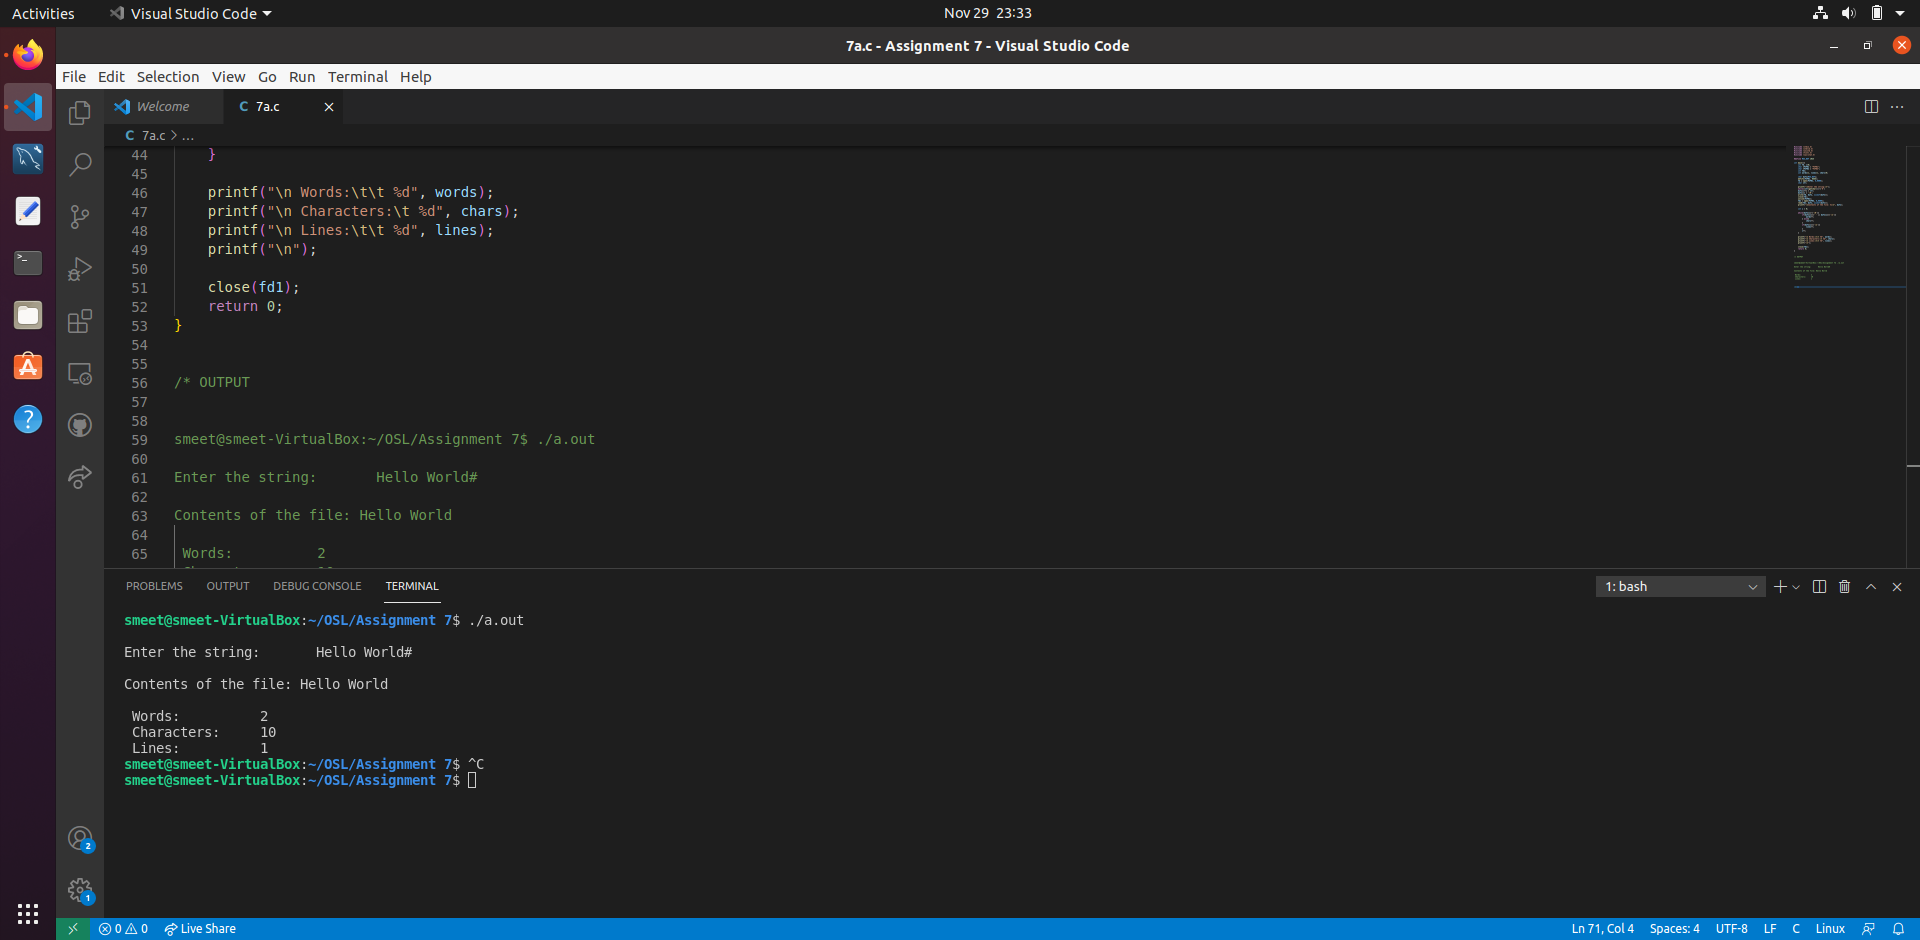 Activities
Visual Studio Code
Nov 29 23:33
7a.c - Assignment 7 - Visual Studio Code
File Edit Selection View Go Run Terminal Help
Welcome
C 7a.c
C 7a.c > ...
44 }
45
46 printf("\n Words:\t\t %d", words);
47 printf("\n Characters:\t %d", chars);
48 printf("\n Lines:\t\t %d", lines);
49 printf("\n");
50
51 close(fd1);
52 return 0;
53 }
54
55
56 /* OUTPUT
57
58
59 smeet@smeet-VirtualBox:~/OSL/Assignment 7$ ./a.out
60
61 Enter the string: Hello World#
62
63 Contents of the file: Hello World
64
65 Words: 2
PROBLEMS OUTPUT DEBUG CONSOLE TERMINAL
1: bash
smeet@smeet-VirtualBox:~/OSL/Assignment 7$ ./a.out
Enter the string: Hello World#
Contents of the file: Hello World
Words: 2
Characters: 10
Lines: 1
smeet@smeet-VirtualBox:~/OSL/Assignment 7$ ^C
smeet@smeet-VirtualBox:~/OSL/Assignment 7$
2
1
0 0 Live Share
Ln 71, Col 4 Spaces: 4 UTF-8 LF C Linux